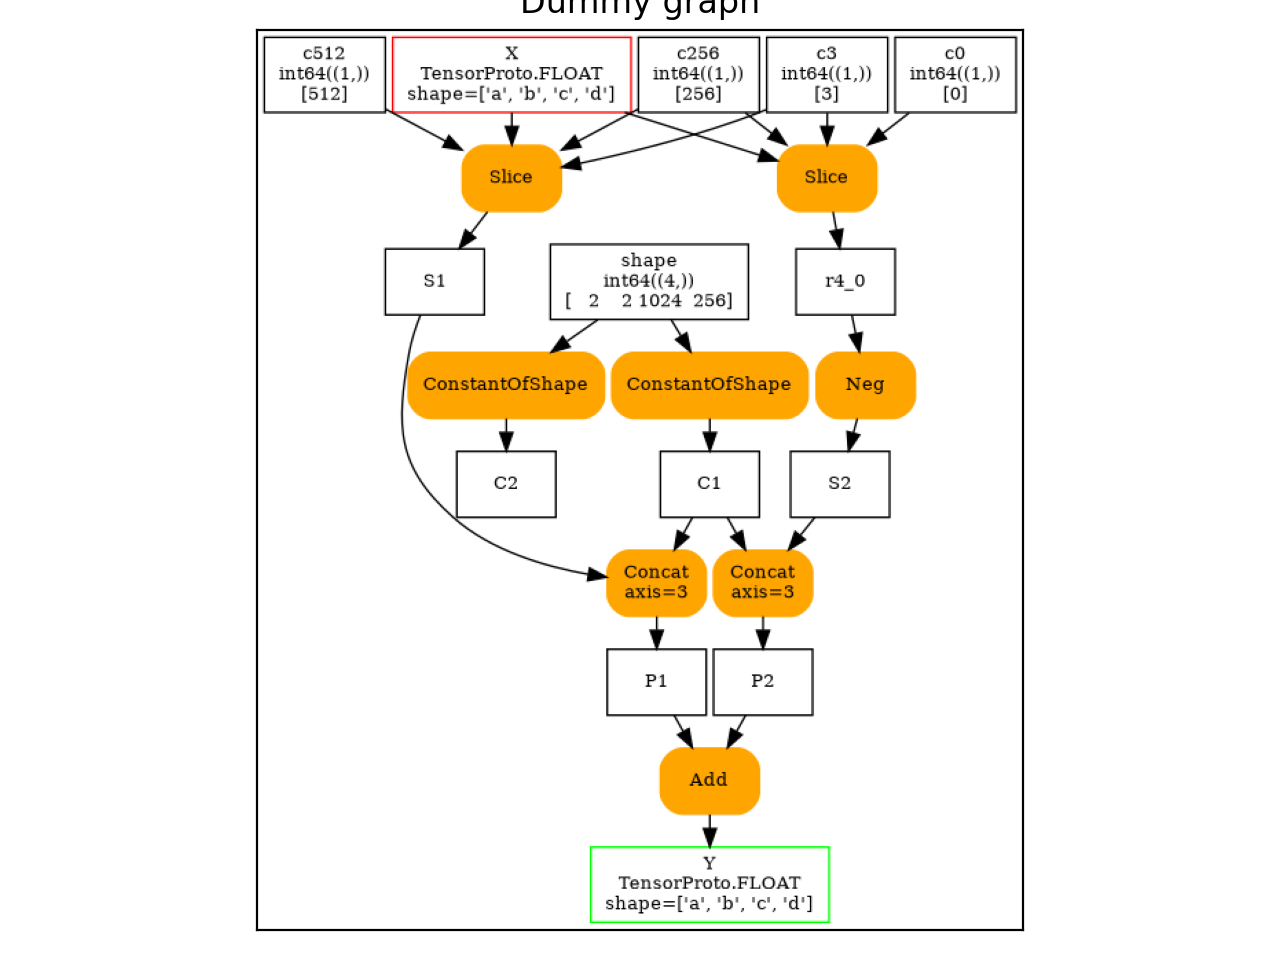 Dummy graph
c512
int64((1,))
[512]
X
TensorProto.FLOAT
shape=['a', 'b', 'c', 'd']
c256
int64((1,))
[256]
c3
int64((1,))
[3]
c0
int64((1,))
[0]
Slice
Slice
S1
shape
int64((4,))
[   2    2 1024  256]
r4_0
ConstantOfShape
ConstantOfShape
Neg
C2
C1
S2
Concat
axis=3
Concat
axis=3
P1
P2
Add
Y
TensorProto.FLOAT
shape=['a', 'b', 'c', 'd']